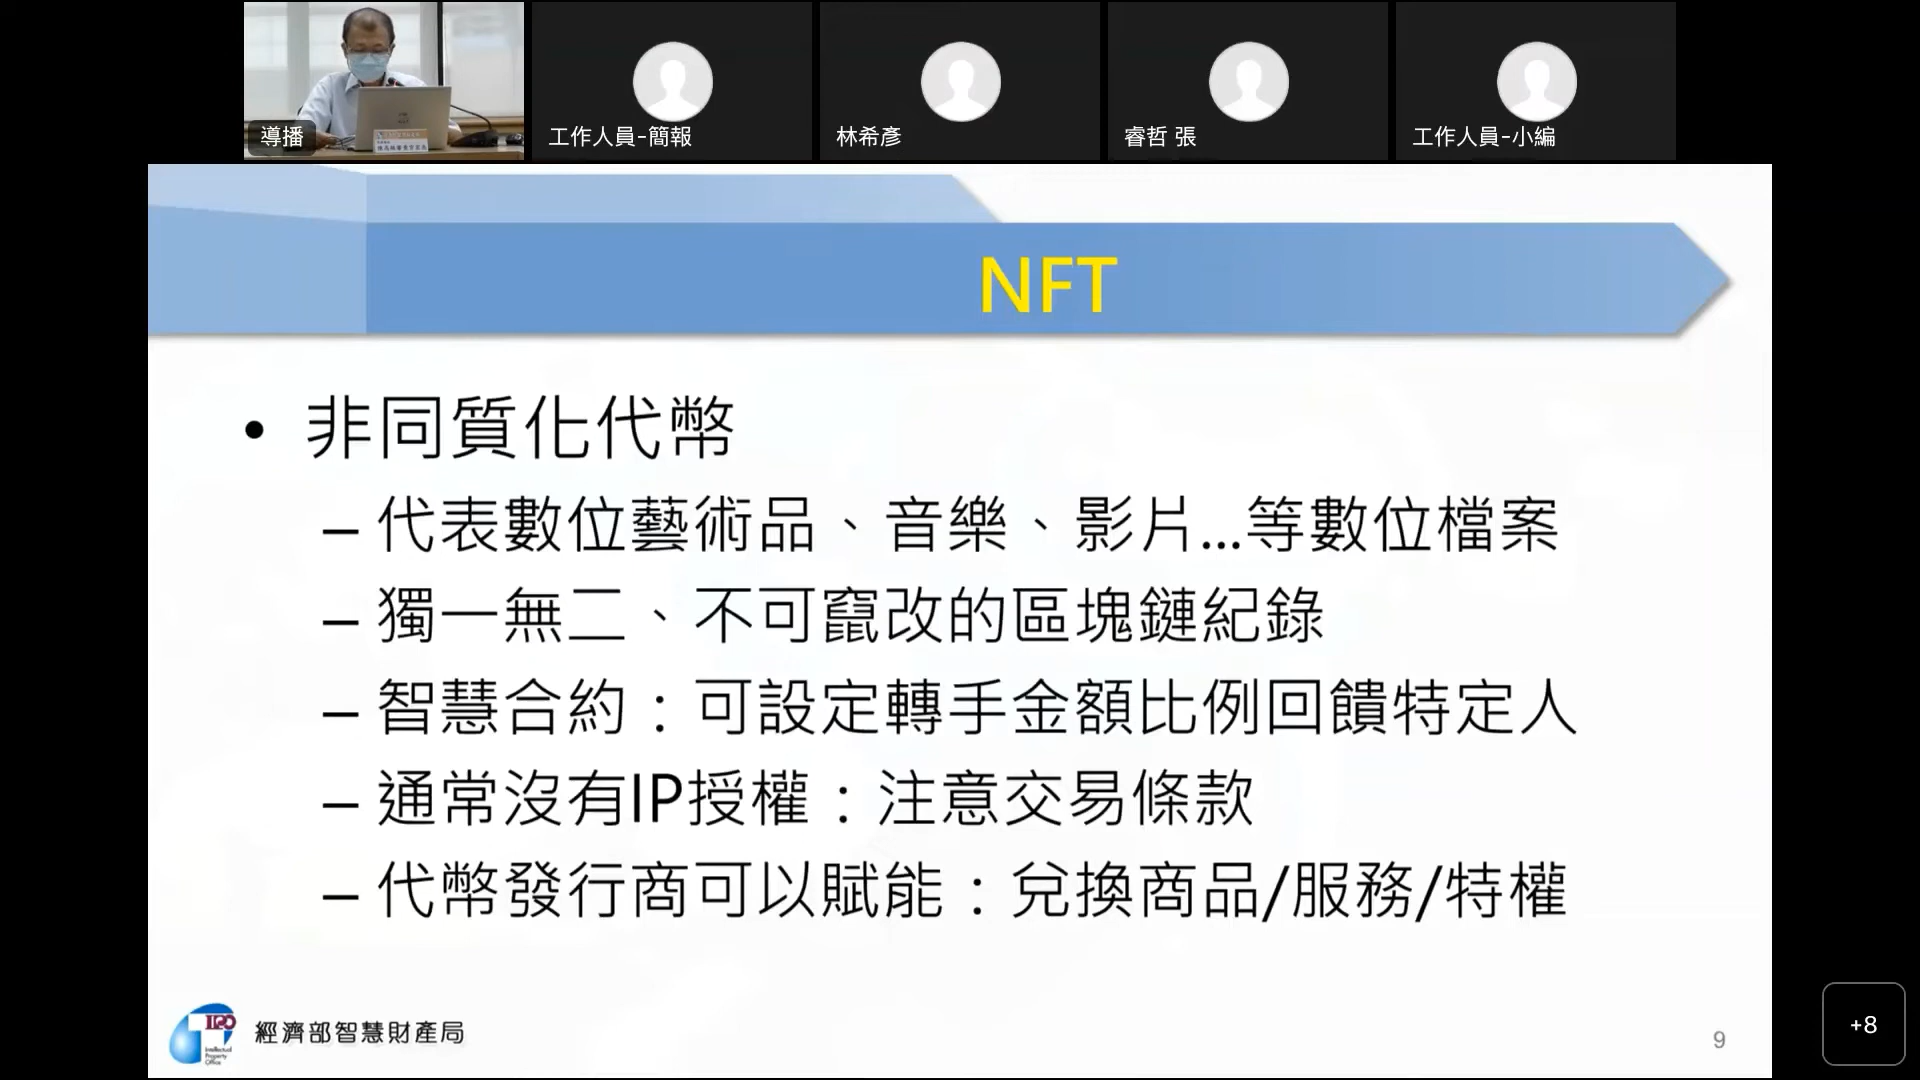 導播
工作人員-簡報
林希彥
睿哲 張
工作人員-小編
NFT
• 非同質化代幣
– 代表數位藝術品、音樂、影片...等數位檔案
– 獨一無二、不可竄改的區塊鏈紀錄
– 智慧合約：可設定轉手金額比例回饋特定人
– 通常沒有IP授權：注意交易條款
– 代幣發行商可以賦能：兌換商品/服務/特權
IPO
Intellectual
Property
Office
經濟部智慧財產局
9
+8